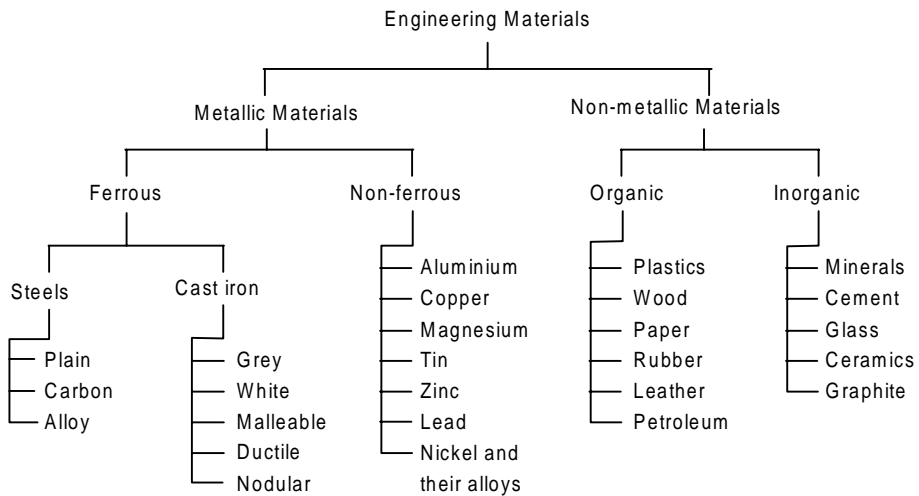 Engineering Materials
Metallic Materials
Non-metallic Materials
Ferrous
Non-ferrous
Organic
Inorganic
Steels
Cast iron
Plain
Carbon
Alloy
Grey
White
Malleable
Ductile
Nodular
Aluminium
Copper
Magnesium
Tin
Zinc
Lead
Nickel and
their alloys
Plastics
Wood
Paper
Rubber
Leather
Petroleum
Minerals
Cement
Glass
Ceramics
Graphite